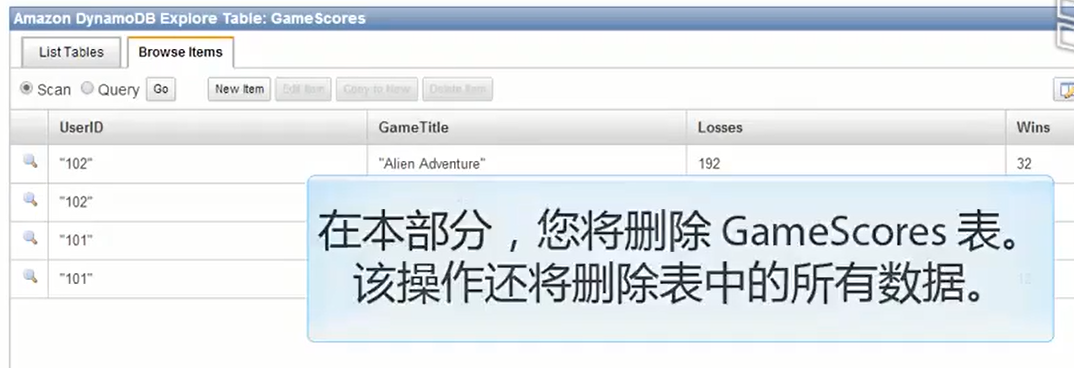 Amazon DynamoDB Explore Table: GameScores
List Tables Browse Items
Scan Query Go New Item Edit Item Copy to New Delete Item
UserID GameTitle Losses Wins
"102" "Alien Adventure" 192 32
"102"
"101"
"101"
在本部分，您将删除 GameScores 表。
该操作还将删除表中的所有数据。